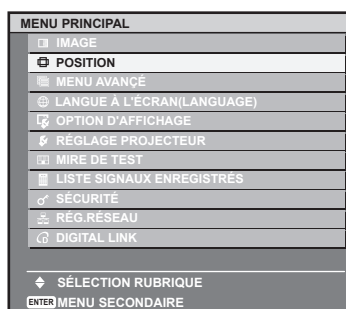 MENU PRINCIPAL
IMAGE
POSITION
MENU AVANÇÉ
LANGUE À L'ÉCRAN(LANGUAGE)
OPTION D'AFFICHAGE
RÉGLAGE PROJECTEUR
MIRE DE TEST
LISTE SIGNAUX ENREGISTRÉS
SÉCURITÉ
RÉG.RÉSEAU
DIGITAL LINK
SÉLECTION RUBRIQUE
ENTER MENU SECONDAIRE